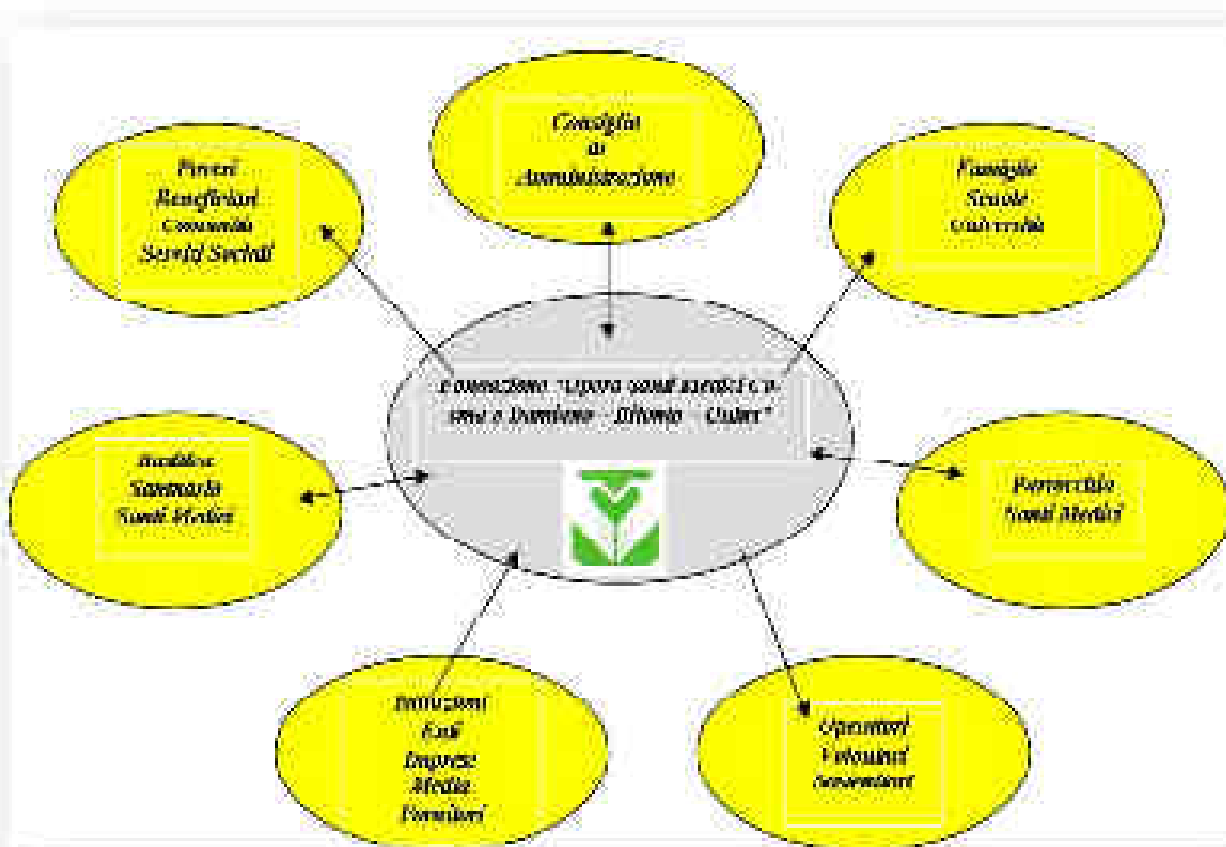 Consiglio
di
Amministrazione
Poveri
Beneficiari
Comunità
Servizi Sociali
Famiglie
Scuole
Università
Fondazione "Opera Santi Medici Co-
sma e Damiano - Bitonto - Onlus"
Basilica
Santuario
Santi Medici
Parrocchia
Santi Medici
Istituzioni
Enti
Imprese
Media
Fornitori
Operatori
Volontari
Sostenitori